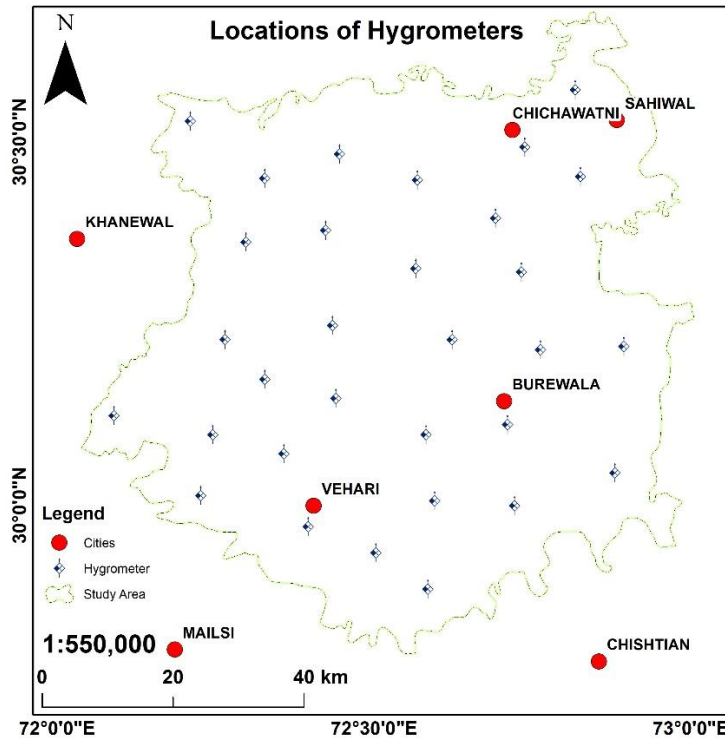 Locations of Hygrometers
N
SAHIWAL
CHICHAWATNI
30°30'0"N
KHANEWAL
BUREWALA
VEHARI
30°0'0"N
Legend
Cities
Hygrometer
Study Area
MAILSI
1:550,000
CHISHTIAN
0 20 40 km
72°0'0"E 72°30'0"E 73°0'0"E